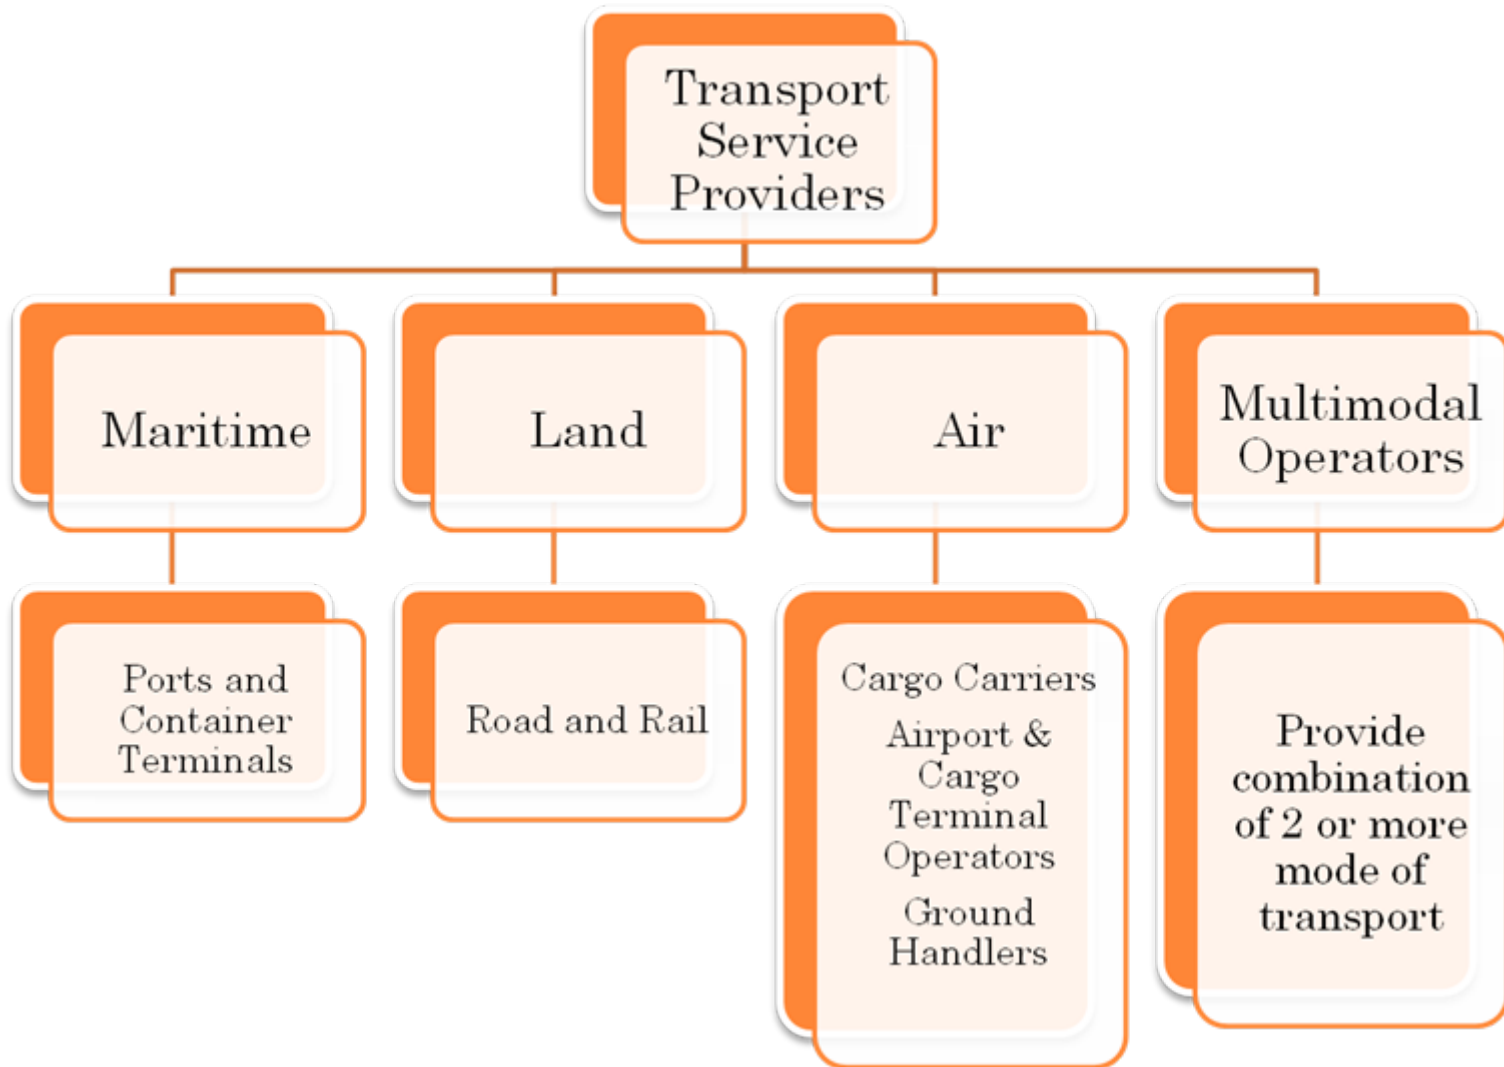 Transport
Service
Providers
Maritime
Land
Air
Multimodal
Operators
Ports and
Container
Terminals
Road and Rail
Cargo Carriers
Airport &
Cargo
Terminal
Operators
Ground
Handlers
Provide
combination
of 2 or more
mode of
transport